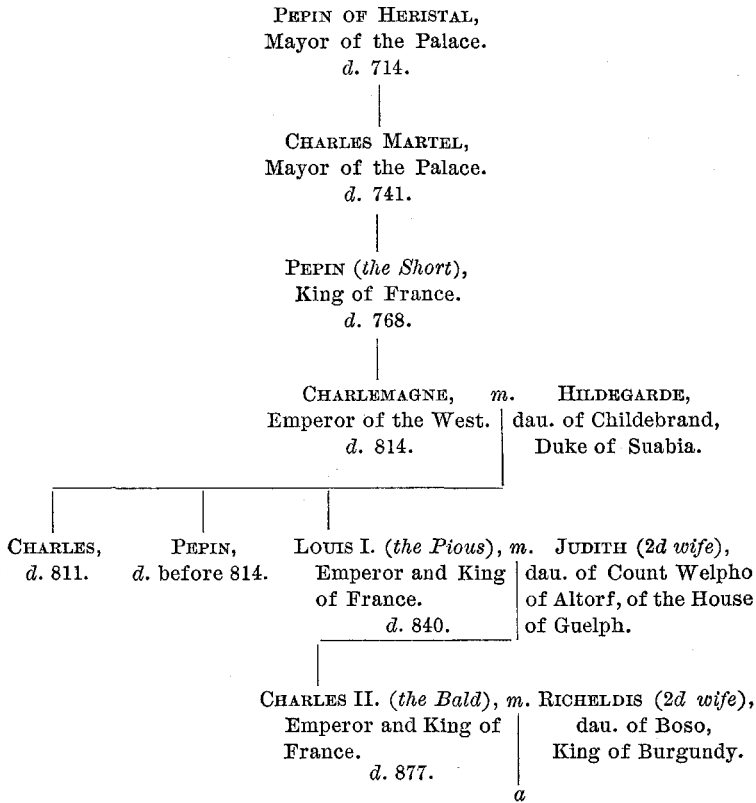 PEPIN OF HERISTAL,
Mayor of the Palace.
d. 714.
CHARLES MARTEL,
Mayor of the Palace.
d. 741.
PEPIN (the Short),
King of France.
d. 768.
CHARLEMAGNE, m. HILDEGARDE,
Emperor of the West. dau. of Childebrand,
d. 814. Duke of Suabia.
CHARLES, PEPIN, LOUIS I. (the Pious), m. JUDITH (2d wife),
d. 811. d. before 814. Emperor and King dau. of Count Welpho
of France. of Altorf, of the House
d. 840. of Guelph.
CHARLES II. (the Bald), m. RICHELDIS (2d wife),
Emperor and King of dau. of Boso,
France. King of Burgundy.
d. 877.
a